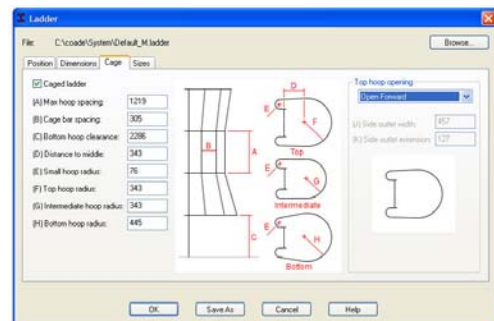 Ladder
File: C:\coade\System\Default_M.ladder Browse...
Position Dimensions Cage Sizes
Caged ladder
(A) Max hoop spacing: 1219
(B) Cage bar spacing: 305
(C) Bottom hoop clearance: 2286
(D) Distance to middle: 343
(E) Small hoop radius: 76
(F) Top hoop radius: 343
(G) Intermediate hoop radius: 343
(H) Bottom hoop radius: 445
B
A
C
D
E
F
Top
E
G
Intermediate
E
H
Bottom
Top hoop opening:
Open Forward
(J) Side outlet width: 457
(K) Side outlet extension: 127
OK Save As Cancel Help